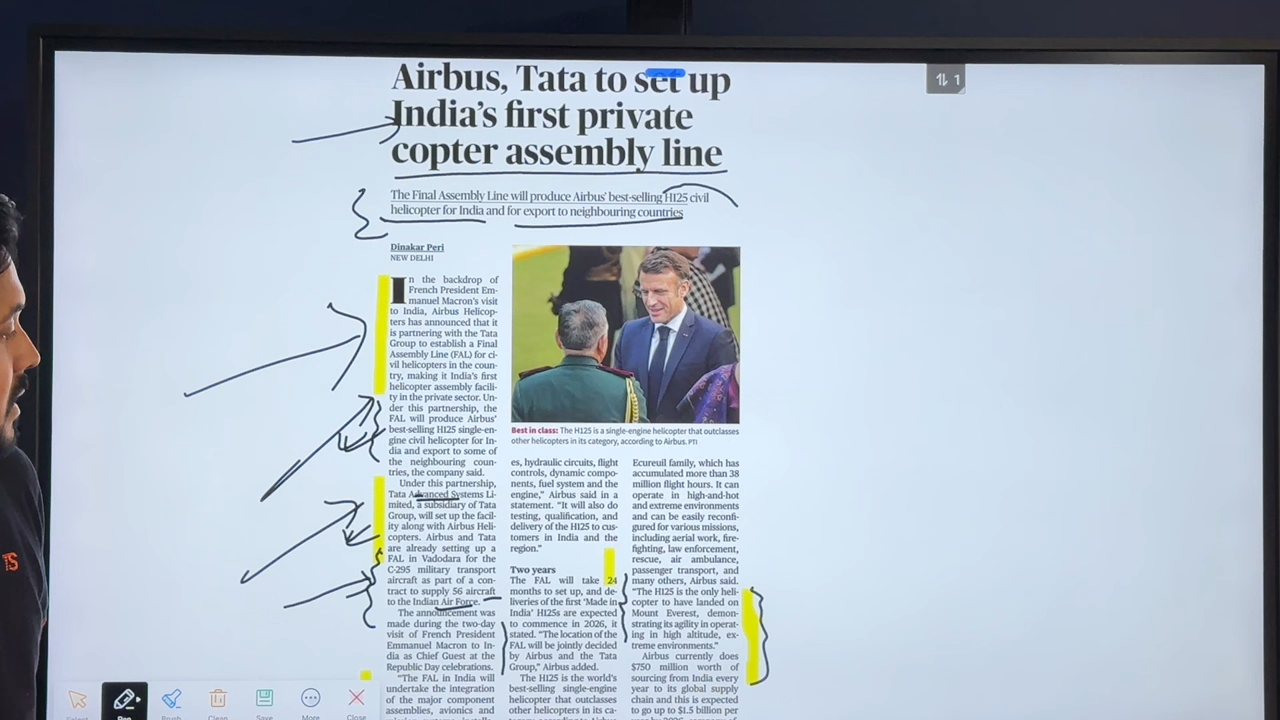 Airbus, Tata to set up
India's first private
copter assembly line
The Final Assembly Line will produce Airbus' best-selling H125 civil
helicopter for India and for export to neighbouring countries
Dinakar Peri
NEW DELHI
In the backdrop of
French President Em-
manuel Macron's visit
to India, Airbus Helicop-
ters has announced that it
is partnering with the Tata
Group to establish a Final
Assembly Line (FAL) for ci-
vil helicopters in the coun-
try, making it India's first
helicopter assembly facili-
ty in the private sector. Un-
der this partnership, the
FAL will produce Airbus'
best-selling H125 single-en-
gine civil helicopter for In-
dia and export to some of
the neighbouring coun-
tries, the company said.
Under this partnership,
Tata Advanced Systems Li-
mited, a subsidiary of Tata
Group, will set up the facil-
ity along with Airbus Heli-
copters. Airbus and Tata
are already setting up a
FAL in Vadodara for the
C-295 military transport
aircraft as part of a con-
tract to supply 56 aircraft
to the Indian Air Force.
The announcement was
made during the two-day
visit of French President
Emmanuel Macron to In-
dia as Chief Guest at the
Republic Day celebrations.
"The FAL in India will
undertake the integration
of the major component
assemblies, avionics and
Best in class: The H125 is a single-engine helicopter that outclasses
other helicopters in its category, according to Airbus. PTI
es, hydraulic circuits, flight
controls, dynamic compo-
nents, fuel system and the
engine," Airbus said in a
statement. "It will also do
testing, qualification, and
delivery of the H125 to cus-
tomers in India and the
region."
Two years
The FAL will take 24
months to set up, and de-
liveries of the first 'Made in
India' H125s are expected
to commence in 2026, it
stated. "The location of the
FAL will be jointly decided
by Airbus and the Tata
Group," Airbus added.
The H125 is the world's
best-selling single-engine
helicopter that outclasses
other helicopters in its ca-
Ecureuil family, which has
accumulated more than 38
million flight hours. It can
operate in high-and-hot
and extreme environments
and can be easily reconfi-
gured for various missions,
including aerial work, fire-
fighting, law enforcement,
rescue, air ambulance,
passenger transport, and
many others, Airbus said.
"The H125 is the only heli-
copter to have landed on
Mount Everest, demon-
strating its agility in operat-
ing in high altitude, ex-
treme environments."
Airbus currently does
$750 million worth of
sourcing from India every
year to its global supply
chain and this is expected
to go up to $1.5 billion per
1
Select Pen Brush Clear Save More Close